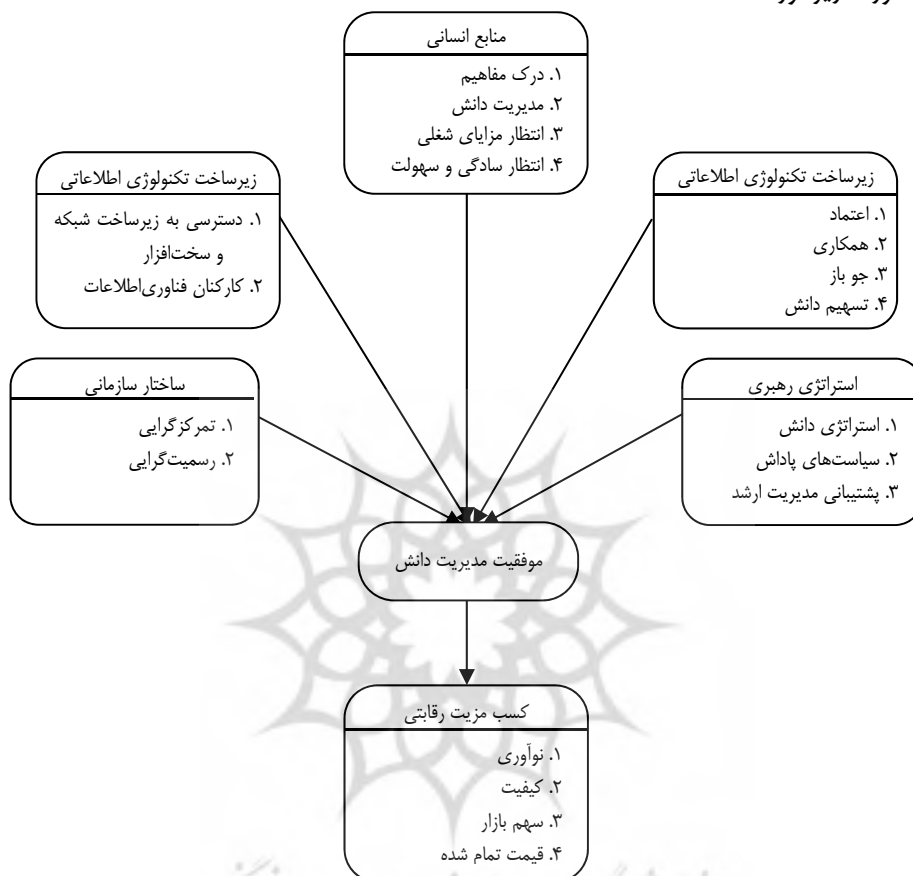 منابع انسانی
۱. درک مفاهیم
۲. مدیریت دانش
۳. انتظار مزایای شغلی
۴. انتظار سادگی و سهولت
زیرساخت تکنولوژی اطلاعاتی
۱. اعتماد
۲. همکاری
۳. جو باز
۴. تسهیم دانش
زیرساخت تکنولوژی اطلاعاتی
۱. دسترسی به زیرساخت شبکه
و سخت‌افزار
۲. کارکنان فناوری‌اطلاعات
استراتژی رهبری
۱. استراتژی دانش
۲. سیاست‌های پاداش
۳. پشتیبانی مدیریت ارشد
ساختار سازمانی
۱. تمرکزگرایی
۲. رسمیت‌گرایی
موفقیت مدیریت دانش
کسب مزیت رقابتی
۱. نوآوری
۲. کیفیت
۳. سهم بازار
۴. قیمت تمام شده